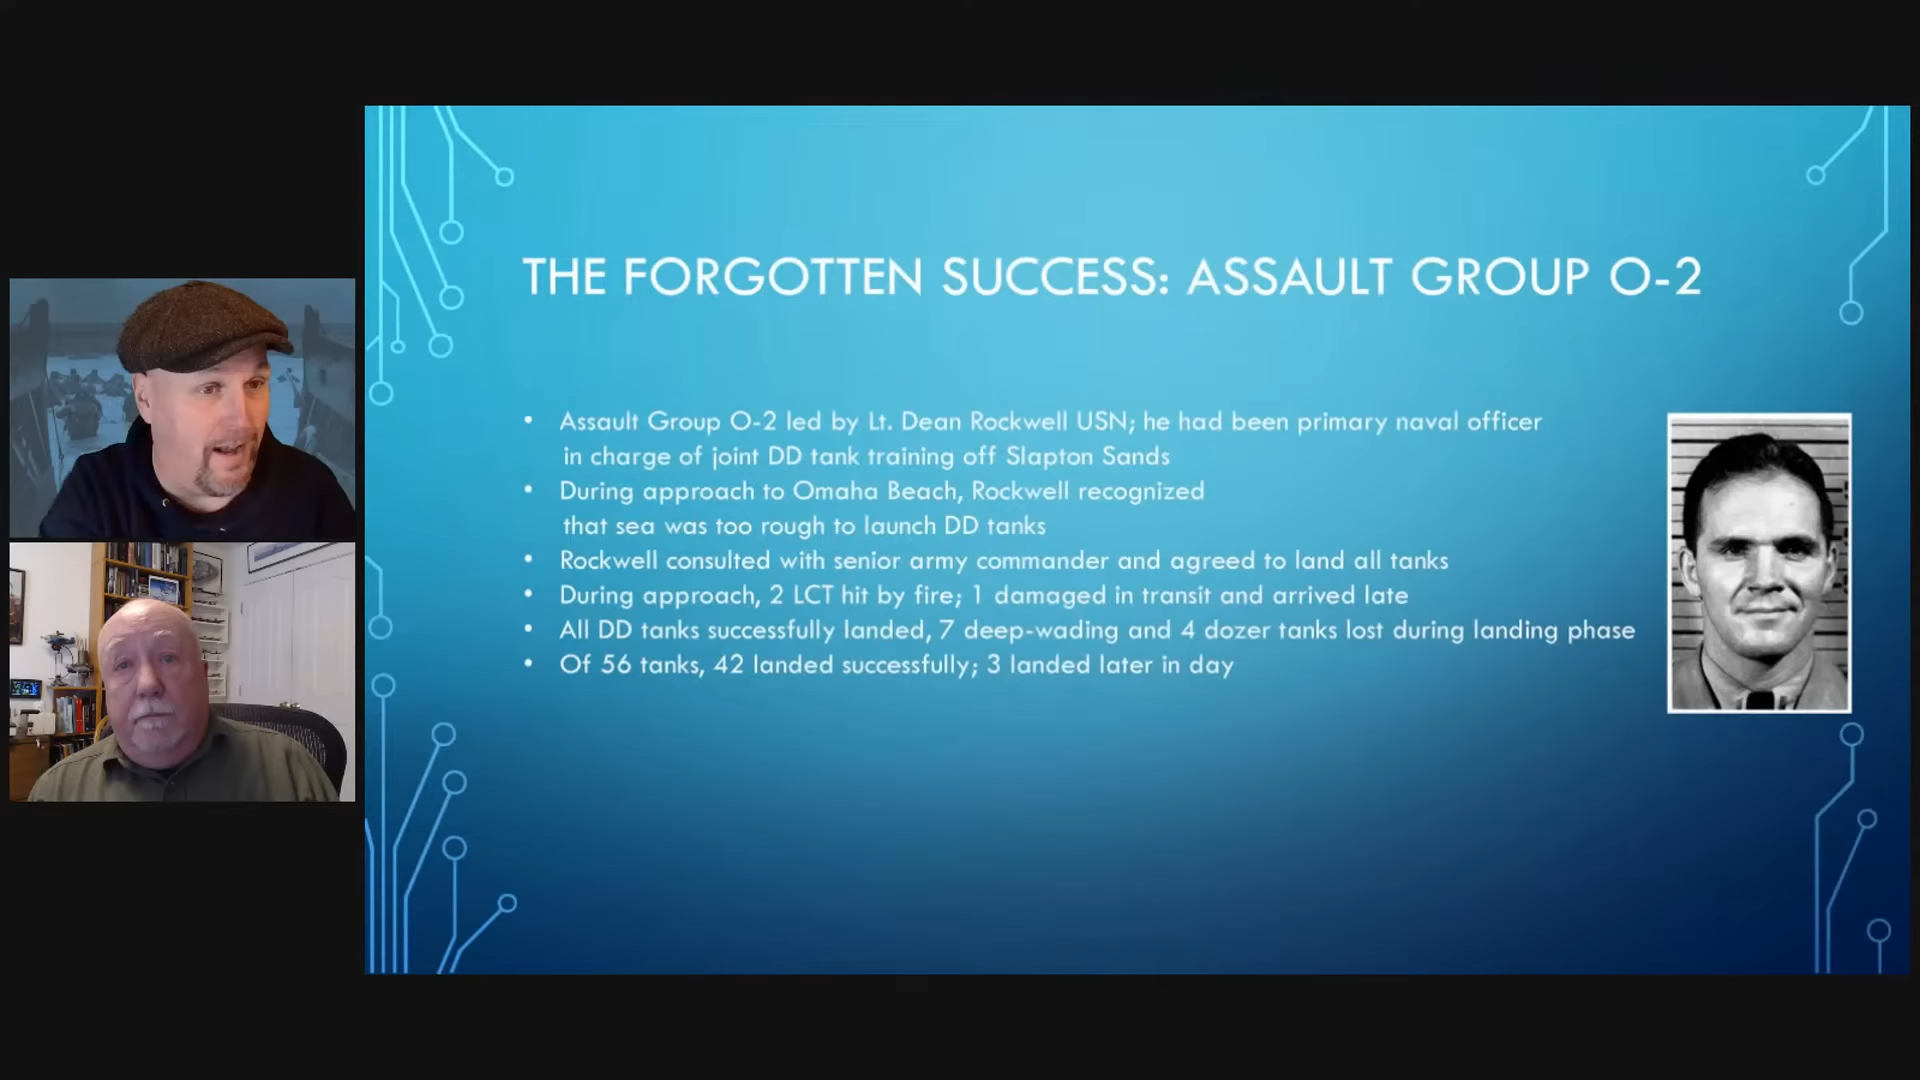 THE FORGOTTEN SUCCESS: ASSAULT GROUP O-2
• Assault Group O-2 led by Lt. Dean Rockwell USN; he had been primary naval officer
in charge of joint DD tank training off Slapton Sands
• During approach to Omaha Beach, Rockwell recognized
that sea was too rough to launch DD tanks
• Rockwell consulted with senior army commander and agreed to land all tanks
• During approach, 2 LCT hit by fire; 1 damaged in transit and arrived late
• All DD tanks successfully landed, 7 deep-wading and 4 dozer tanks lost during landing phase
• Of 56 tanks, 42 landed successfully; 3 landed later in day